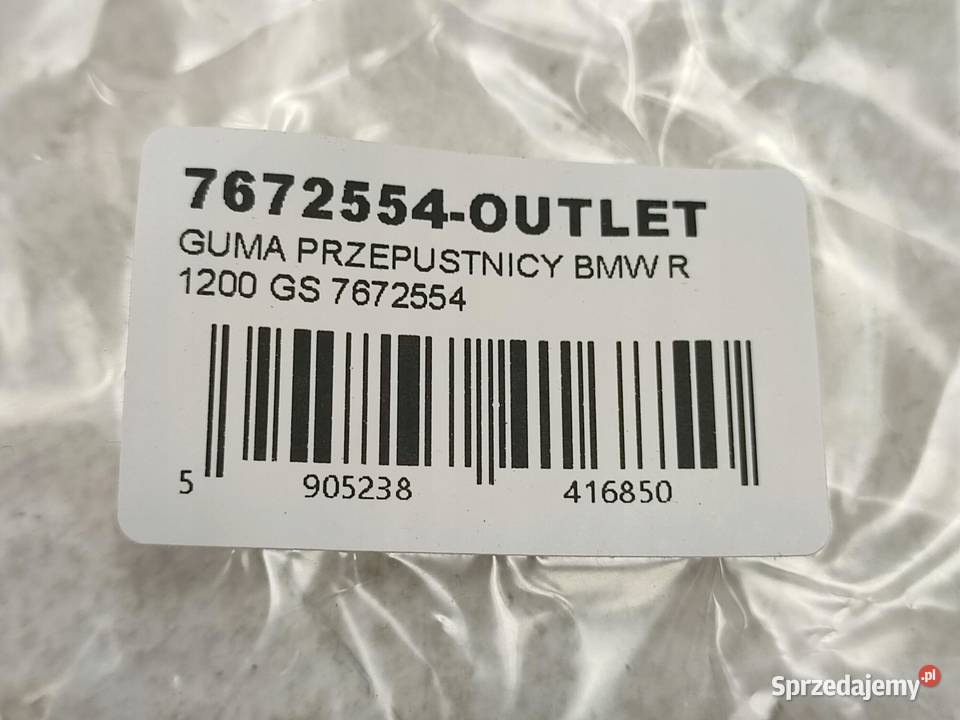 7672554-OUTLET
GUMA PRZEPUSTNICY BMW R
1200 GS 7672554
5 905238 416850
Sprzedajemy.pl